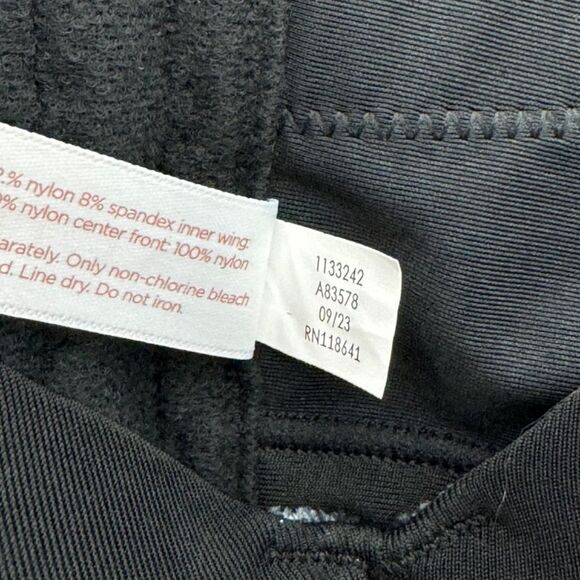 % nylon 8% spandex inner wing:
% nylon center front: 100% nylon
arately. Only non-chlorine bleach
d. Line dry. Do not iron.
1133242
A83578
09/23
RN118641